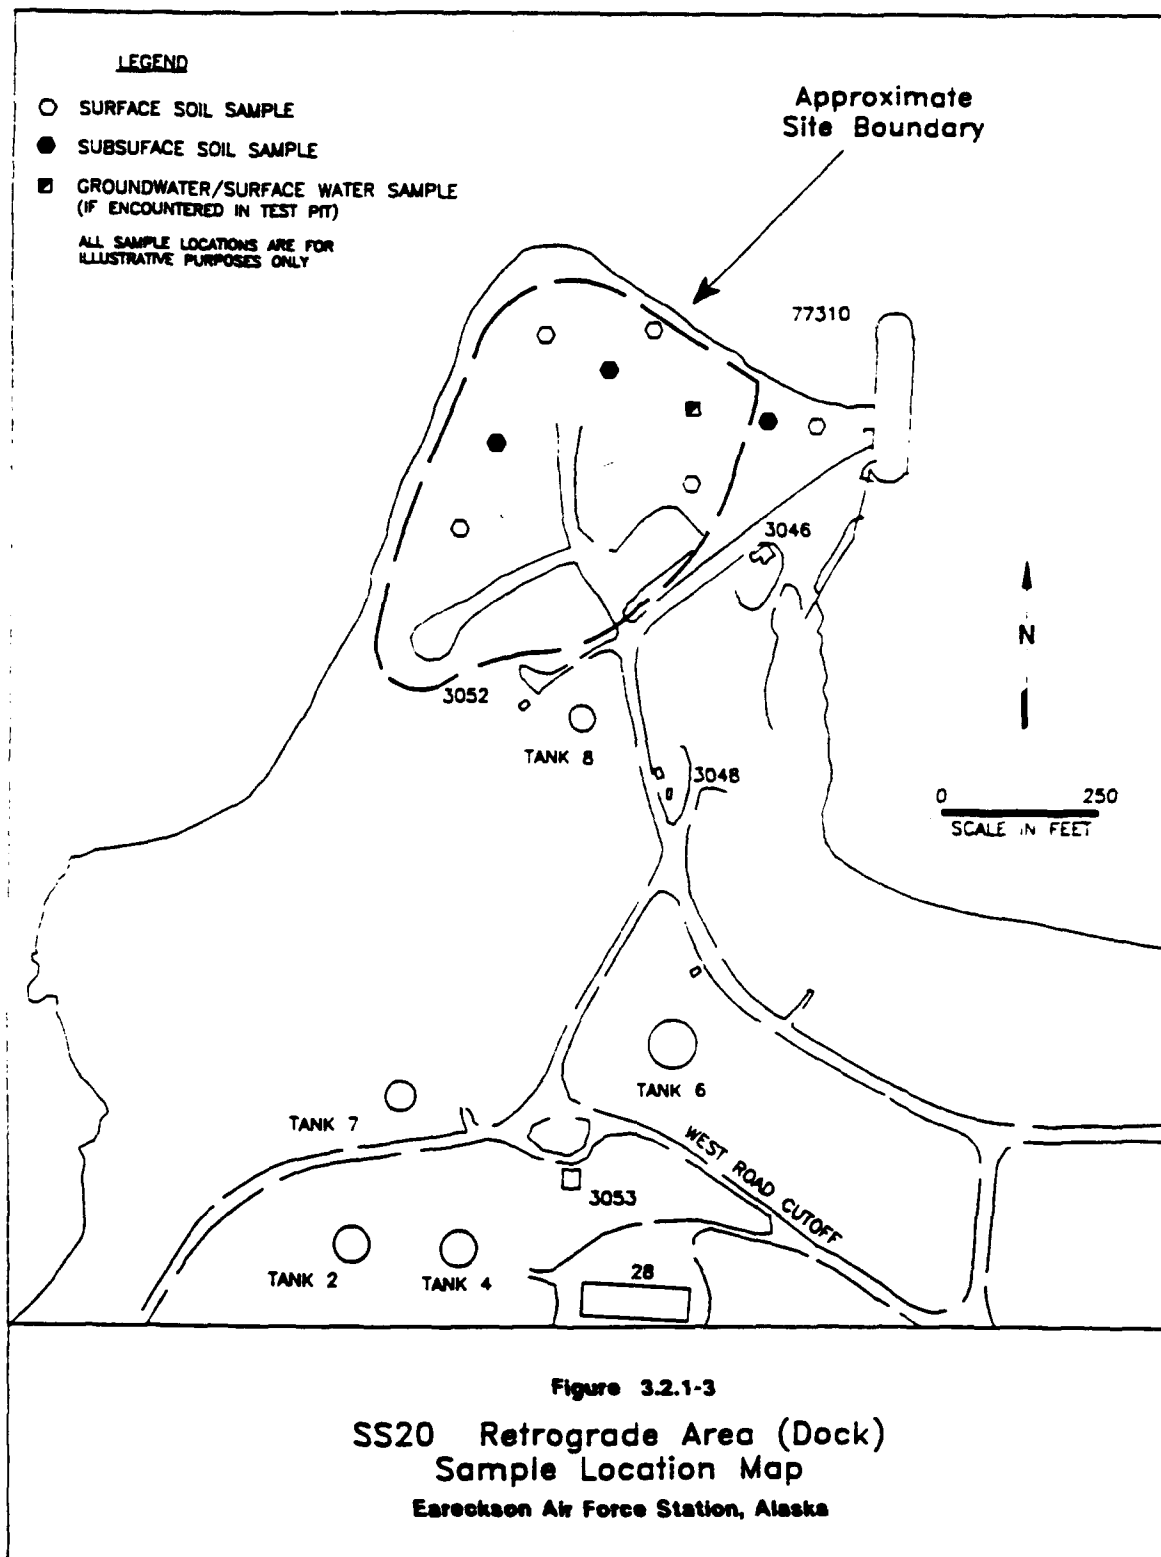 LEGEND
SURFACE SOIL SAMPLE
SUBSUFACE SOIL SAMPLE
GROUNDWATER/SURFACE WATER SAMPLE
(IF ENCOUNTERED IN TEST PIT)
ALL SAMPLE LOCATIONS ARE FOR
ILLUSTRATIVE PURPOSES ONLY
Approximate
Site Boundary
77310
3046
N
3052
TANK 8
3048
0 250
SCALE IN FEET
TANK 6
TANK 7
WEST ROAD CUTOFF
3053
TANK 2
TANK 4
28
Figure 3.2.1-3
SS20 Retrograde Area (Dock)
Sample Location Map
Eareckson Air Force Station, Alaska